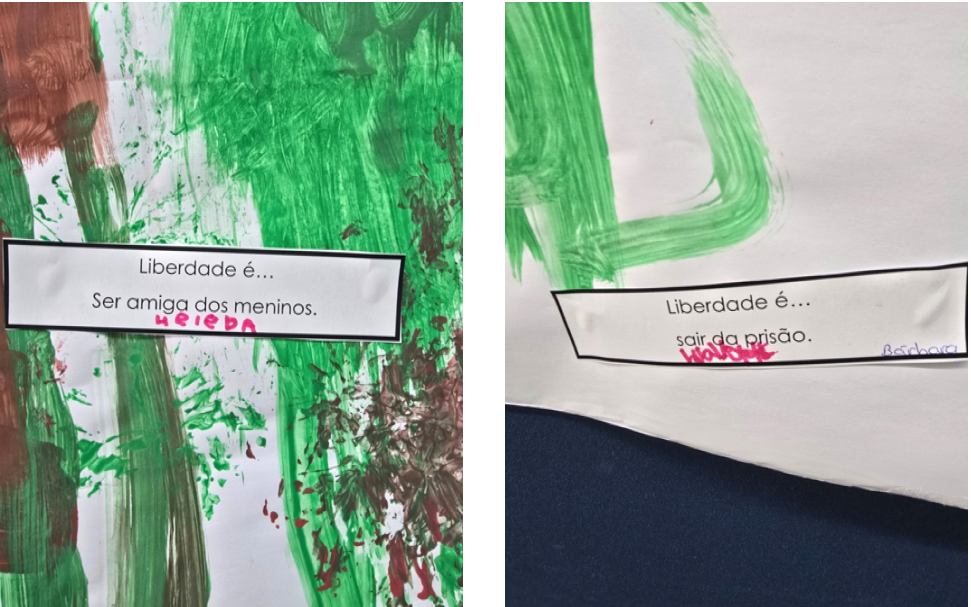 Liberdade é...
Ser amiga dos meninos.
Liberdade é...
sair da prisão.
Bárbara